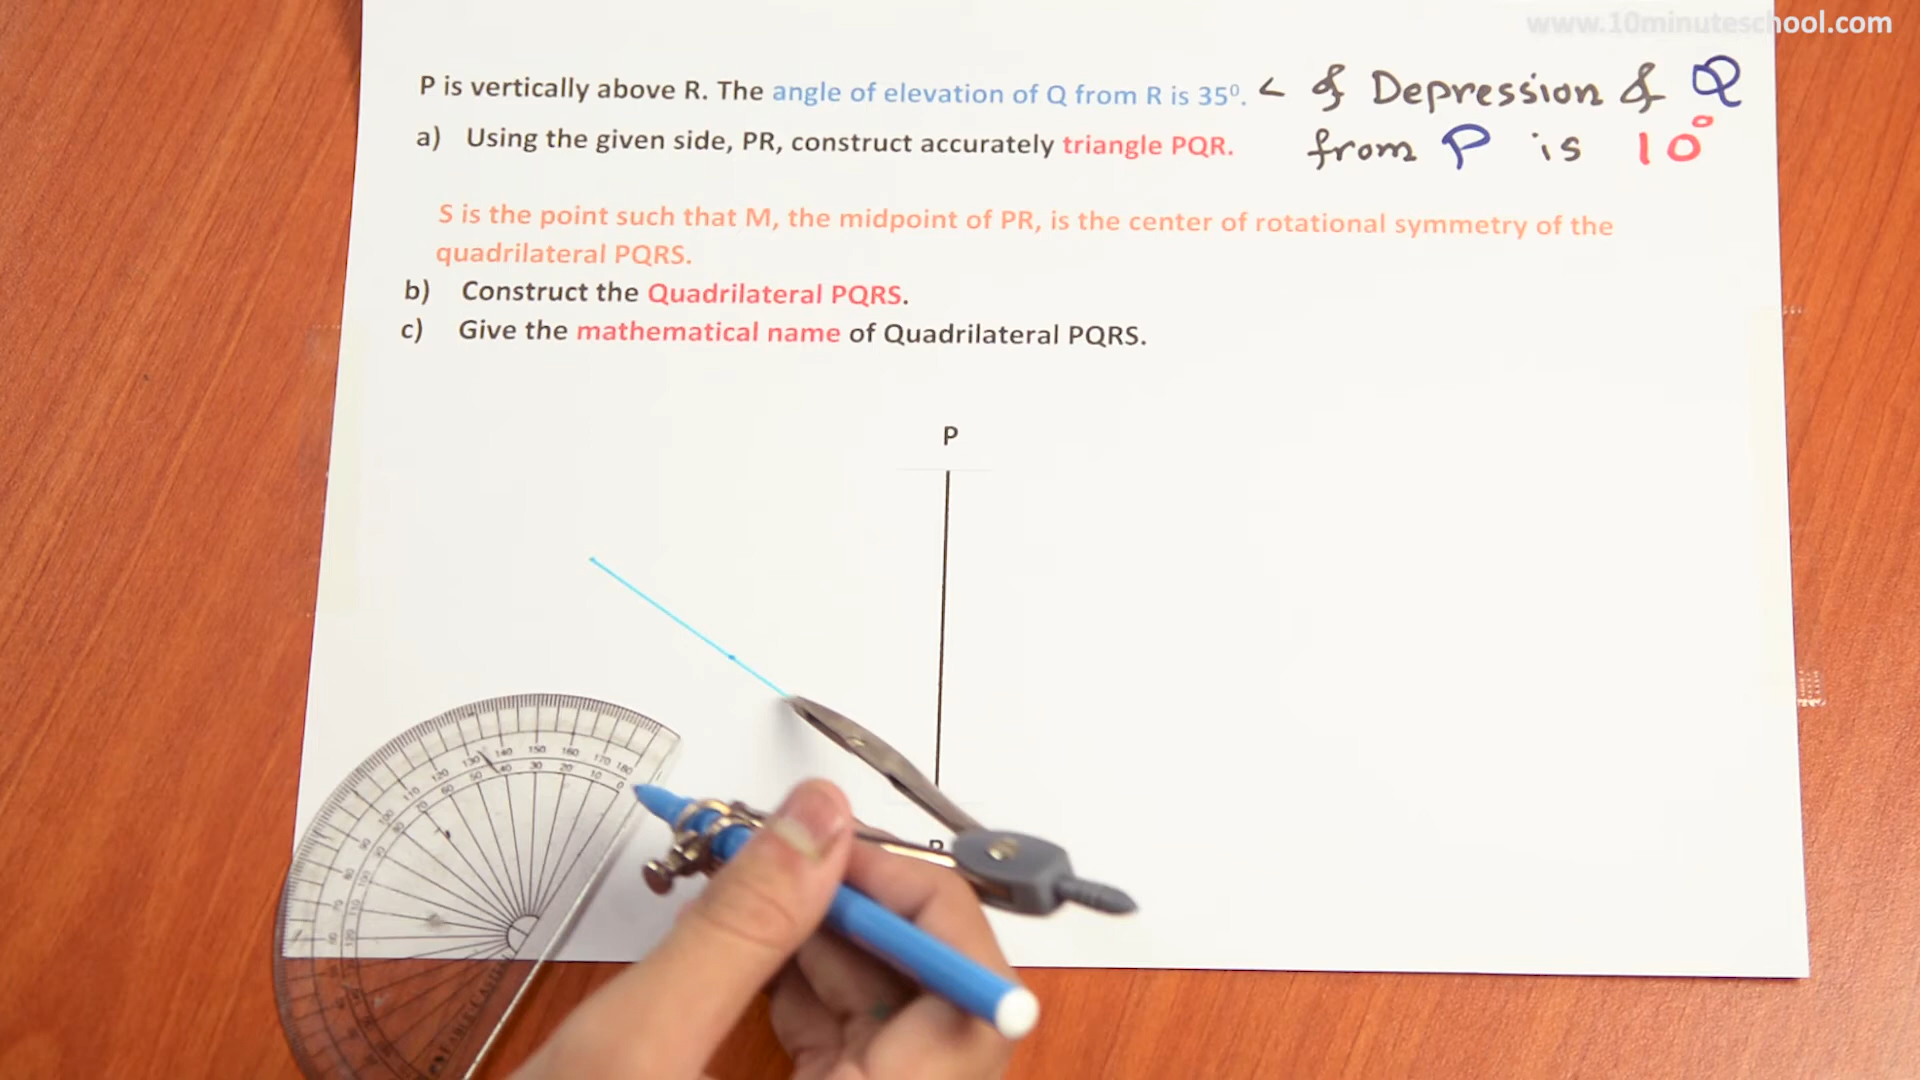 www.10minuteschool.com
P is vertically above R. The angle of elevation of Q from R is 35⁰. < of Depression of Q
a) Using the given side, PR, construct accurately triangle PQR. from P is 10°
S is the point such that M, the midpoint of PR, is the center of rotational symmetry of the
quadrilateral PQRS.
b) Construct the Quadrilateral PQRS.
c) Give the mathematical name of Quadrilateral PQRS.
P